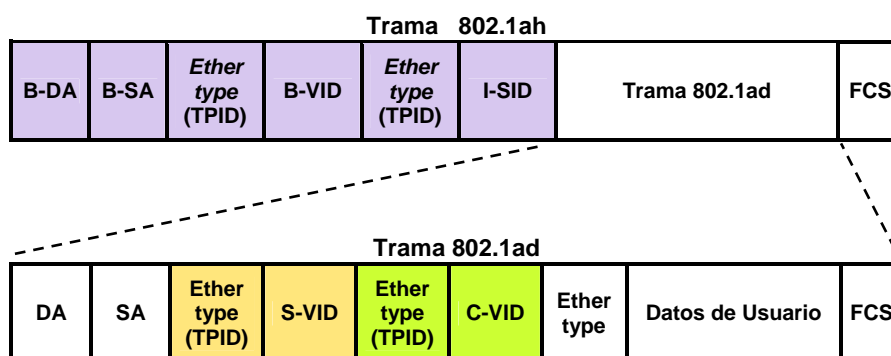 Trama 802.1ah
B-DA
B-SA
Ether
type
(TPID)
B-VID
Ether
type
(TPID)
I-SID
Trama 802.1ad
FCS
Trama 802.1ad
DA
SA
Ether
type
(TPID)
S-VID
Ether
type
(TPID)
C-VID
Ether
type
Datos de Usuario
FCS